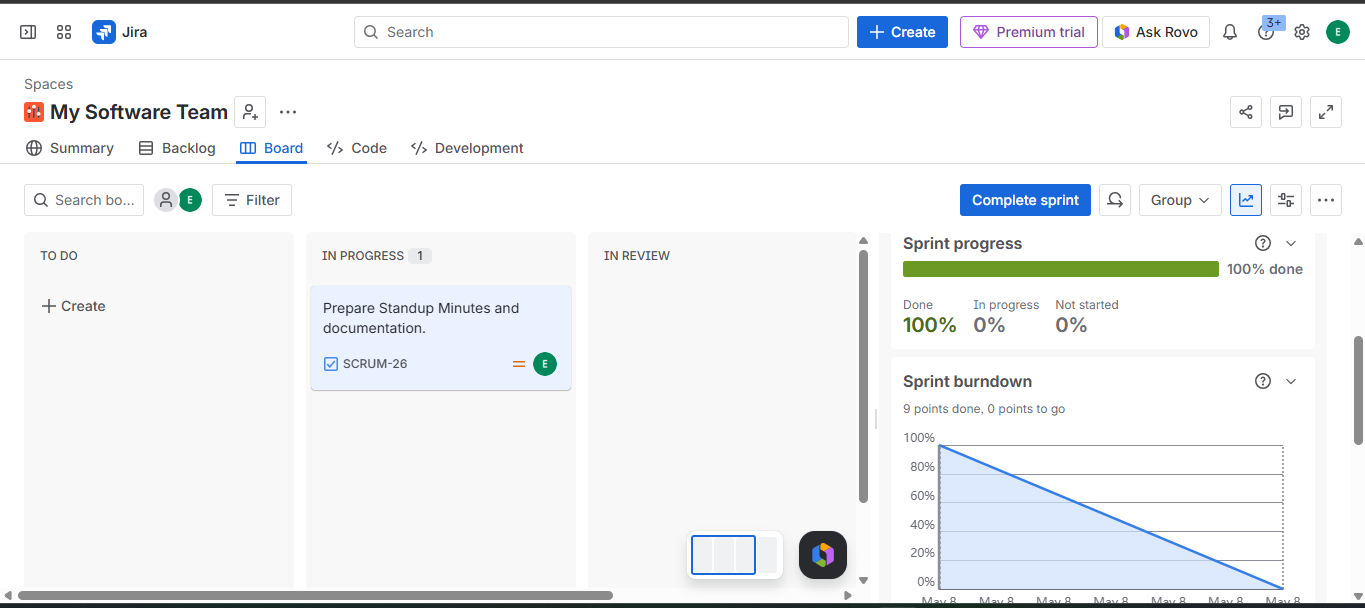 Jira
Search
Create
Premium trial
Ask Rovo
3+
E
Spaces
My Software Team
Summary
Backlog
Board
Code
Development
Search bo...
E
Filter
Complete sprint
Group
TO DO
Create
IN PROGRESS 1
Prepare Standup Minutes and
documentation.
SCRUM-26
E
IN REVIEW
Sprint progress
100% done
Done In progress Not started
100% 0% 0%
Sprint burndown
9 points done, 0 points to go
100%
80%
60%
40%
20%
0%
May 8 May 8 May 8 May 8 May 8 May 8 May 8